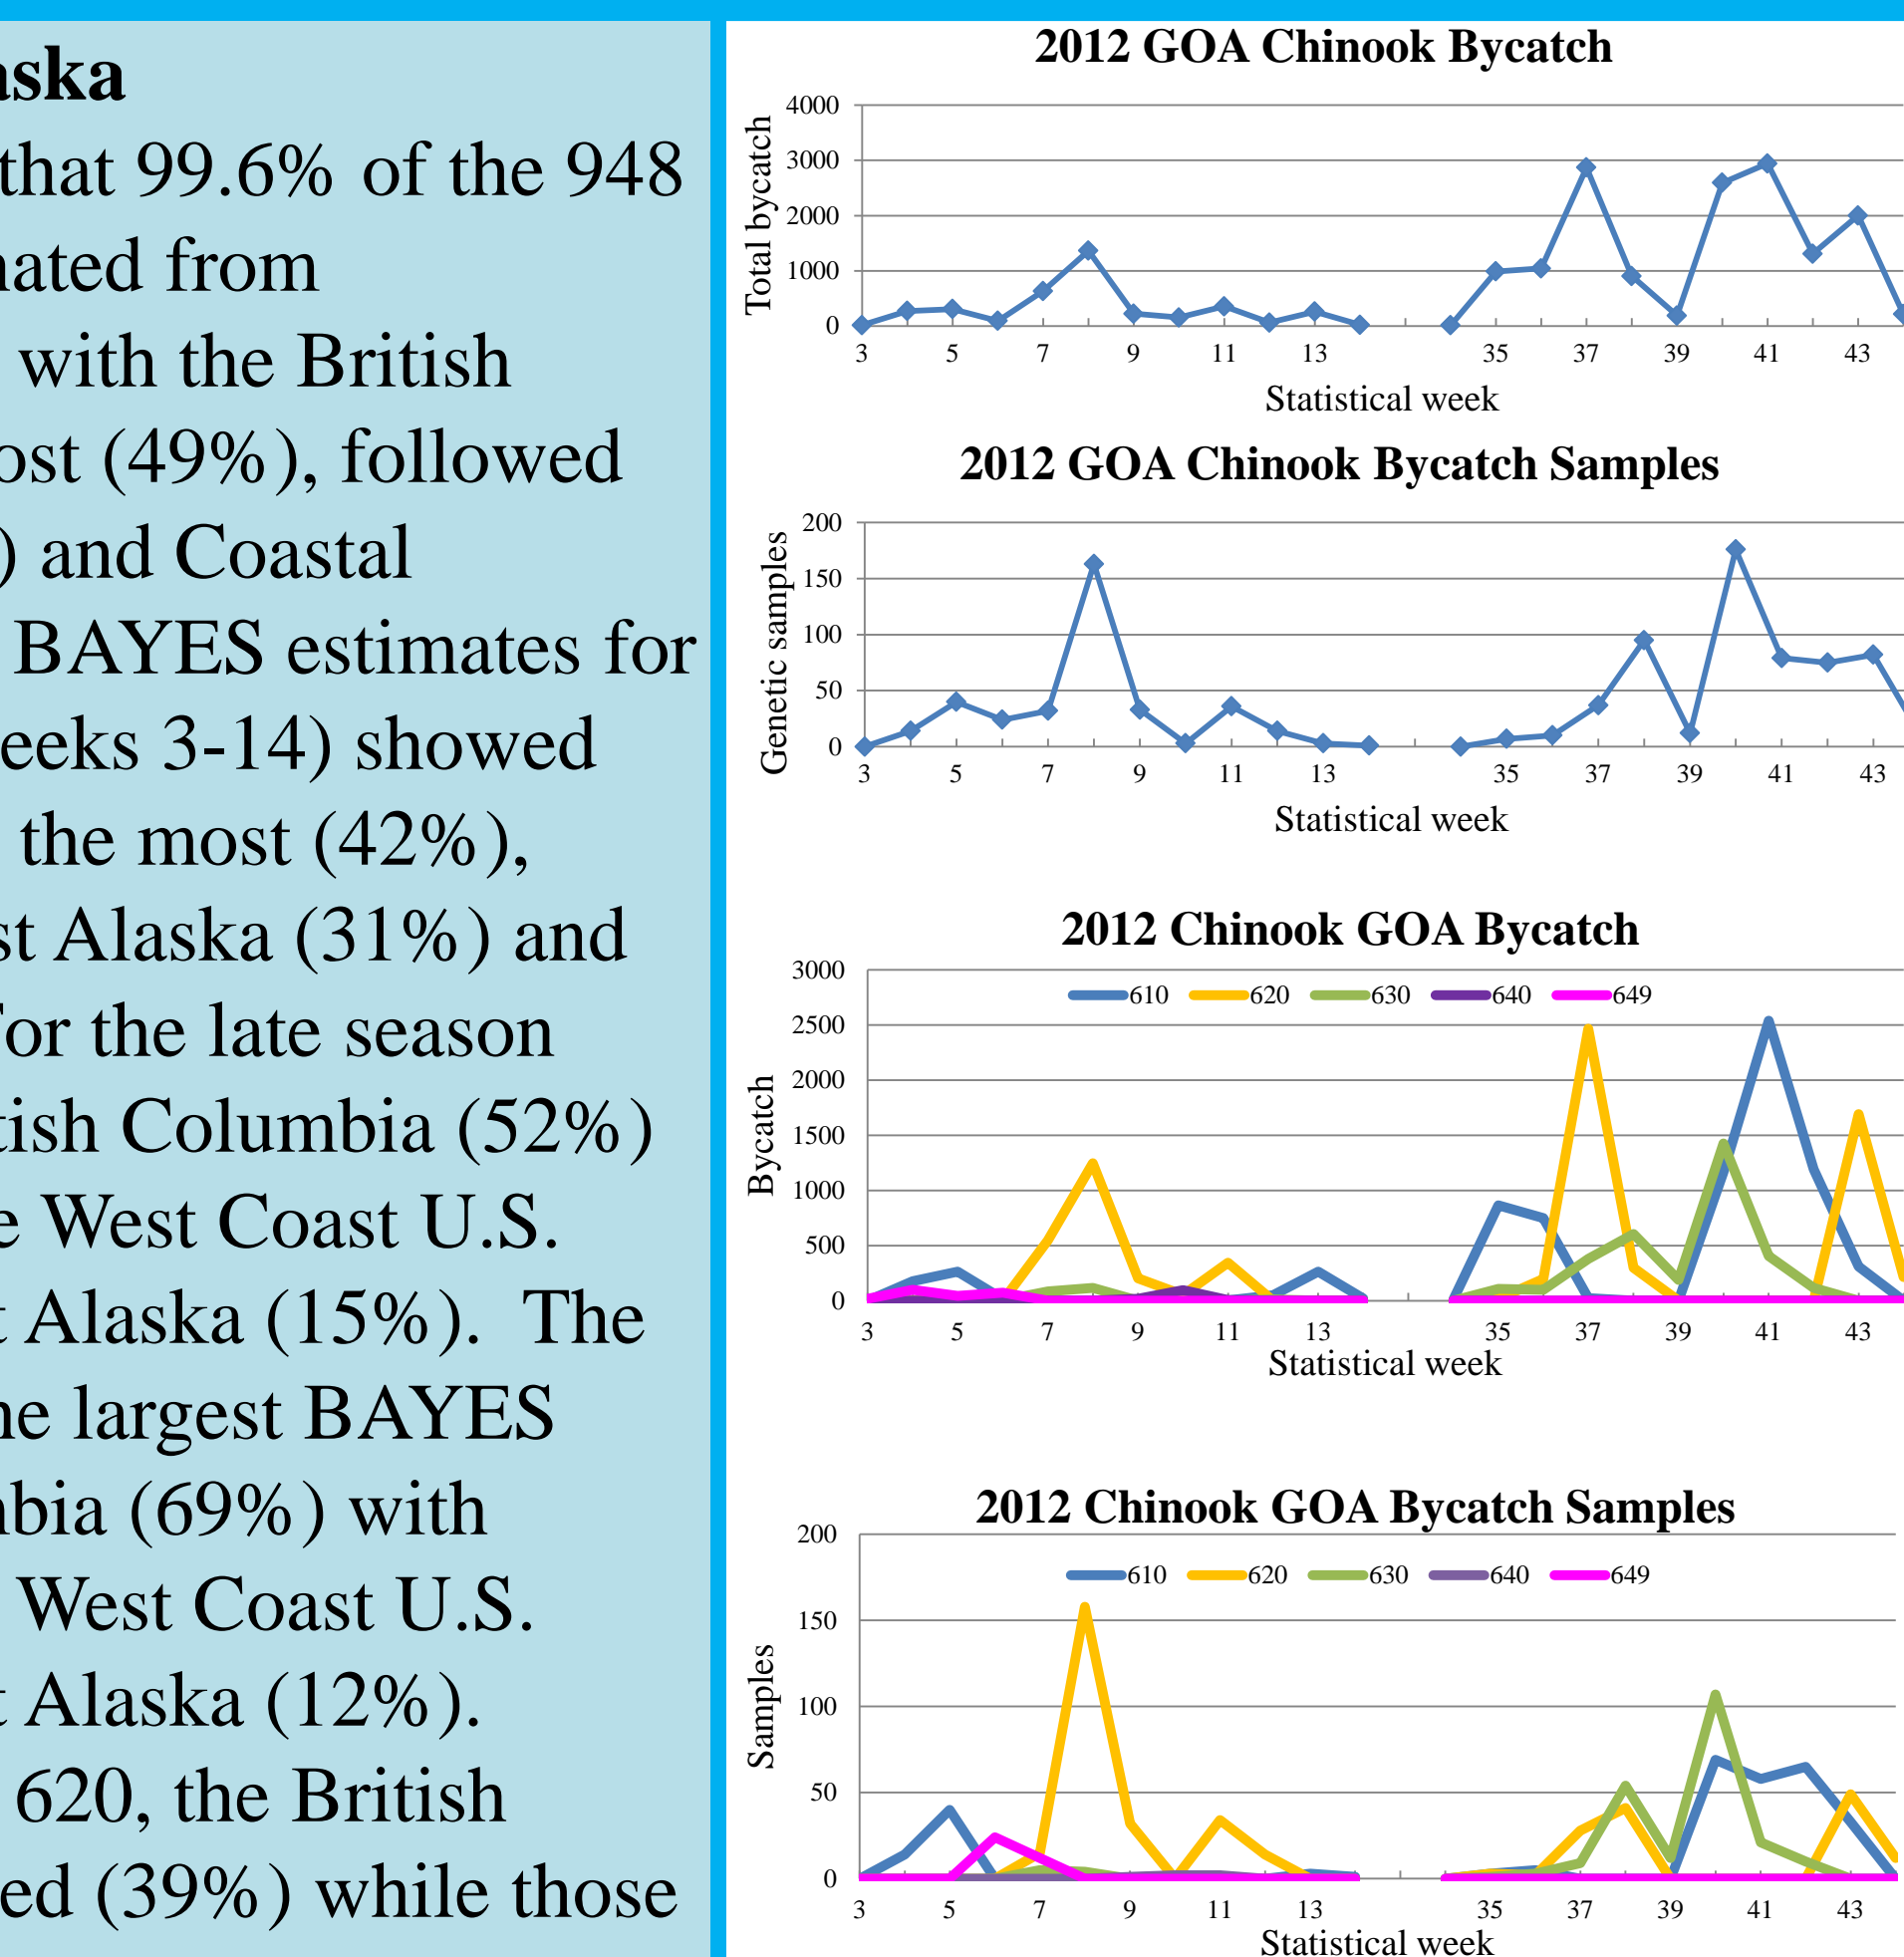 aska
that 99.6% of the 948
nated from
with the British
ost (49%), followed
) and Coastal
BAYES estimates for
eeks 3-14) showed
the most (42%),
st Alaska (31%) and
for the late season
tish Columbia (52%)
e West Coast U.S.
t Alaska (15%).  The
he largest BAYES
mbia (69%) with
West Coast U.S.
t Alaska (12%).
620, the British
ed (39%) while those
2012 GOA Chinook Bycatch
Total bycatch
4000
3000
2000
1000
0
3 5 7 9 11 13 35 37 39 41 43
Statistical week
2012 GOA Chinook Bycatch Samples
Genetic samples
200
150
100
50
0
3 5 7 9 11 13 35 37 39 41 43
Statistical week
2012 Chinook GOA Bycatch
610 620 630 640 649
Bycatch
3000
2500
2000
1500
1000
500
0
3 5 7 9 11 13 35 37 39 41 43
Statistical week
2012 Chinook GOA Bycatch Samples
610 620 630 640 649
Samples
200
150
100
50
0
3 5 7 9 11 13 35 37 39 41 43
Statistical week